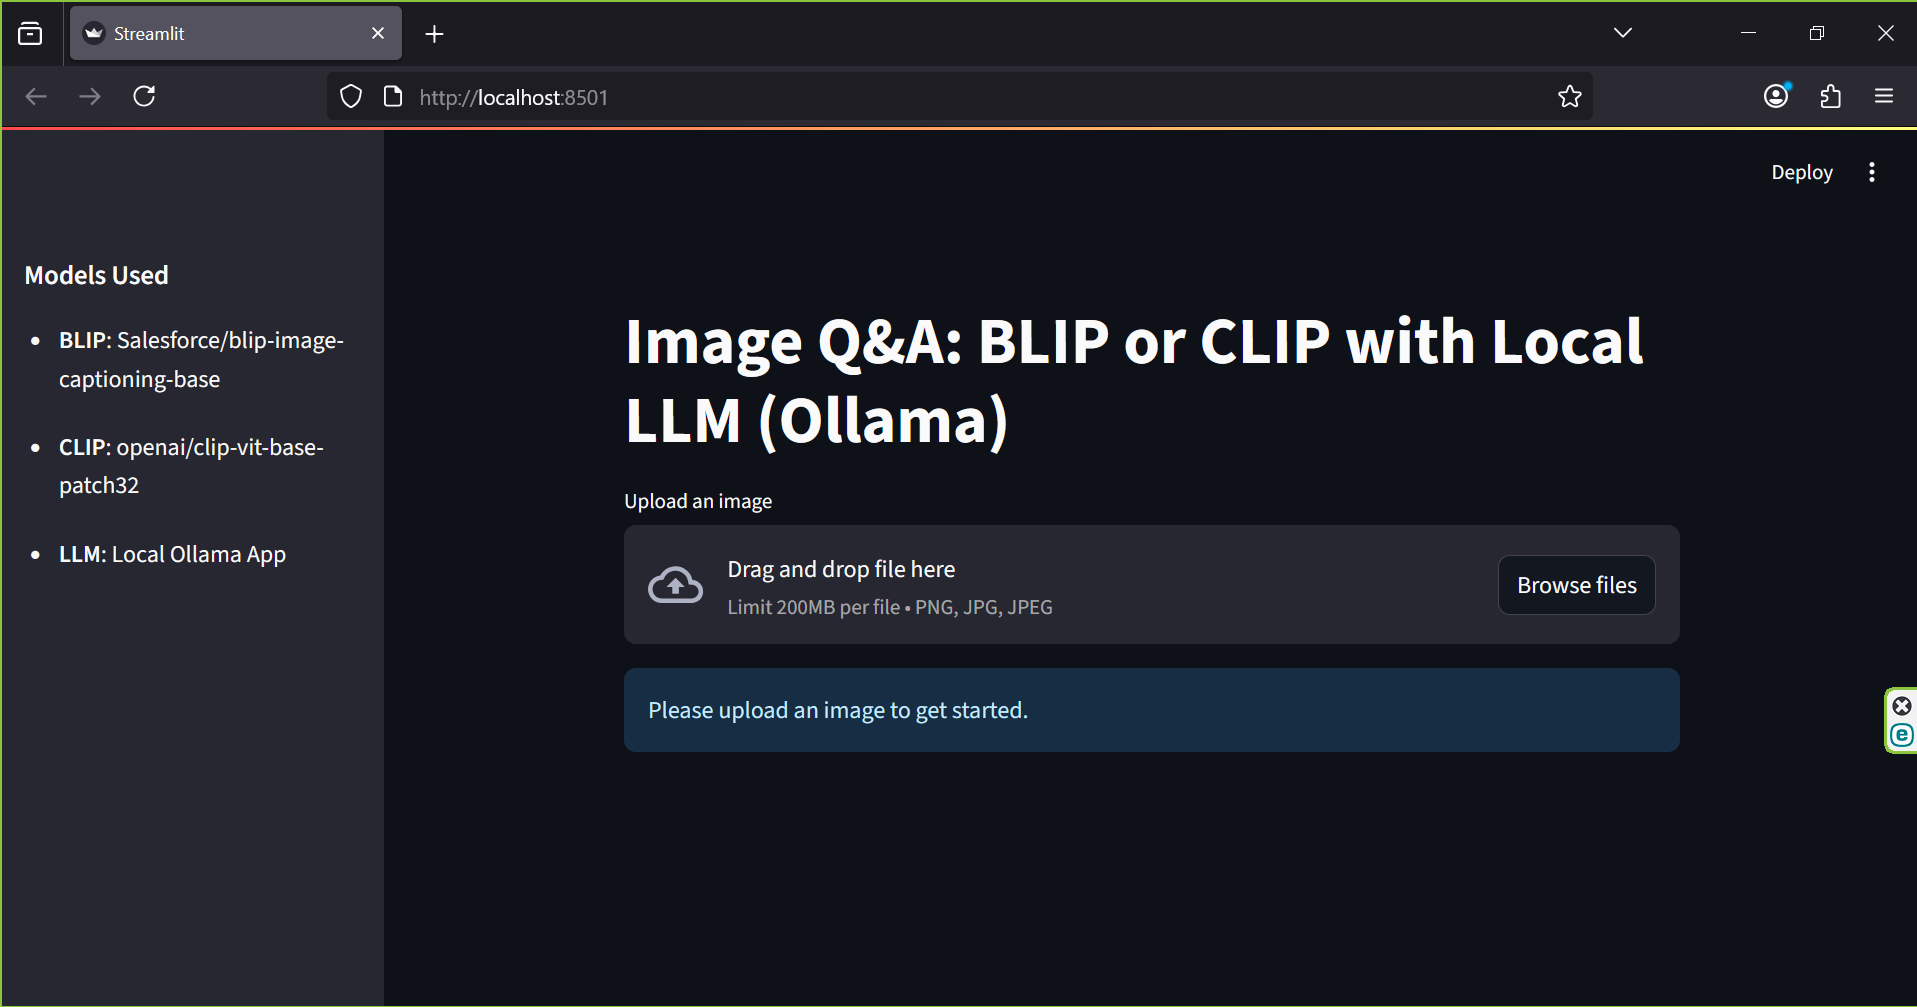 Streamlit
http://localhost:8501
Deploy
Models Used
BLIP: Salesforce/blip-image-
captioning-base
CLIP: openai/clip-vit-base-
patch32
LLM: Local Ollama App
Image Q&A: BLIP or CLIP with Local
LLM (Ollama)
Upload an image
Drag and drop file here
Limit 200MB per file • PNG, JPG, JPEG
Browse files
Please upload an image to get started.
e